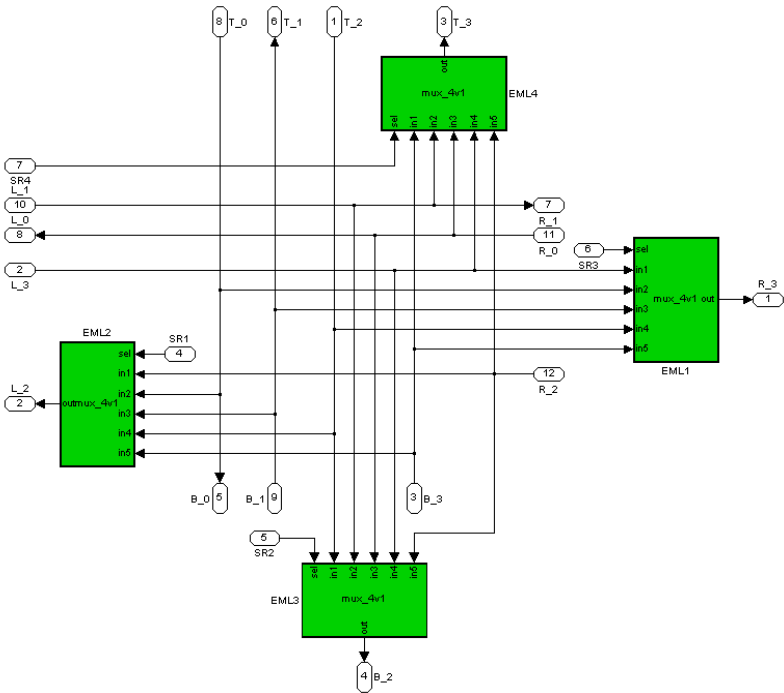 8 T_0
6 T_1
1 T_2
3 T_3
out
mux_4v1
EML4
sel in1 in2 in3 in4 in5
7
SR4
L_1
10
7
R_1
L_0
8
11
R_0
2
L_3
6
SR3
sel
in1
in2
in3
in4
in5
mux_4v1 out
EML1
R_3
1
EML2
SR1
4
sel
in1
in2
in3
in4
in5
outmux_4v1
L_2
2
12
R_2
B_0 5
B_1 9
3 B_3
5
SR2
sel in1 in2 in3 in4 in5
EML3
mux_4v1
out
4 B_2